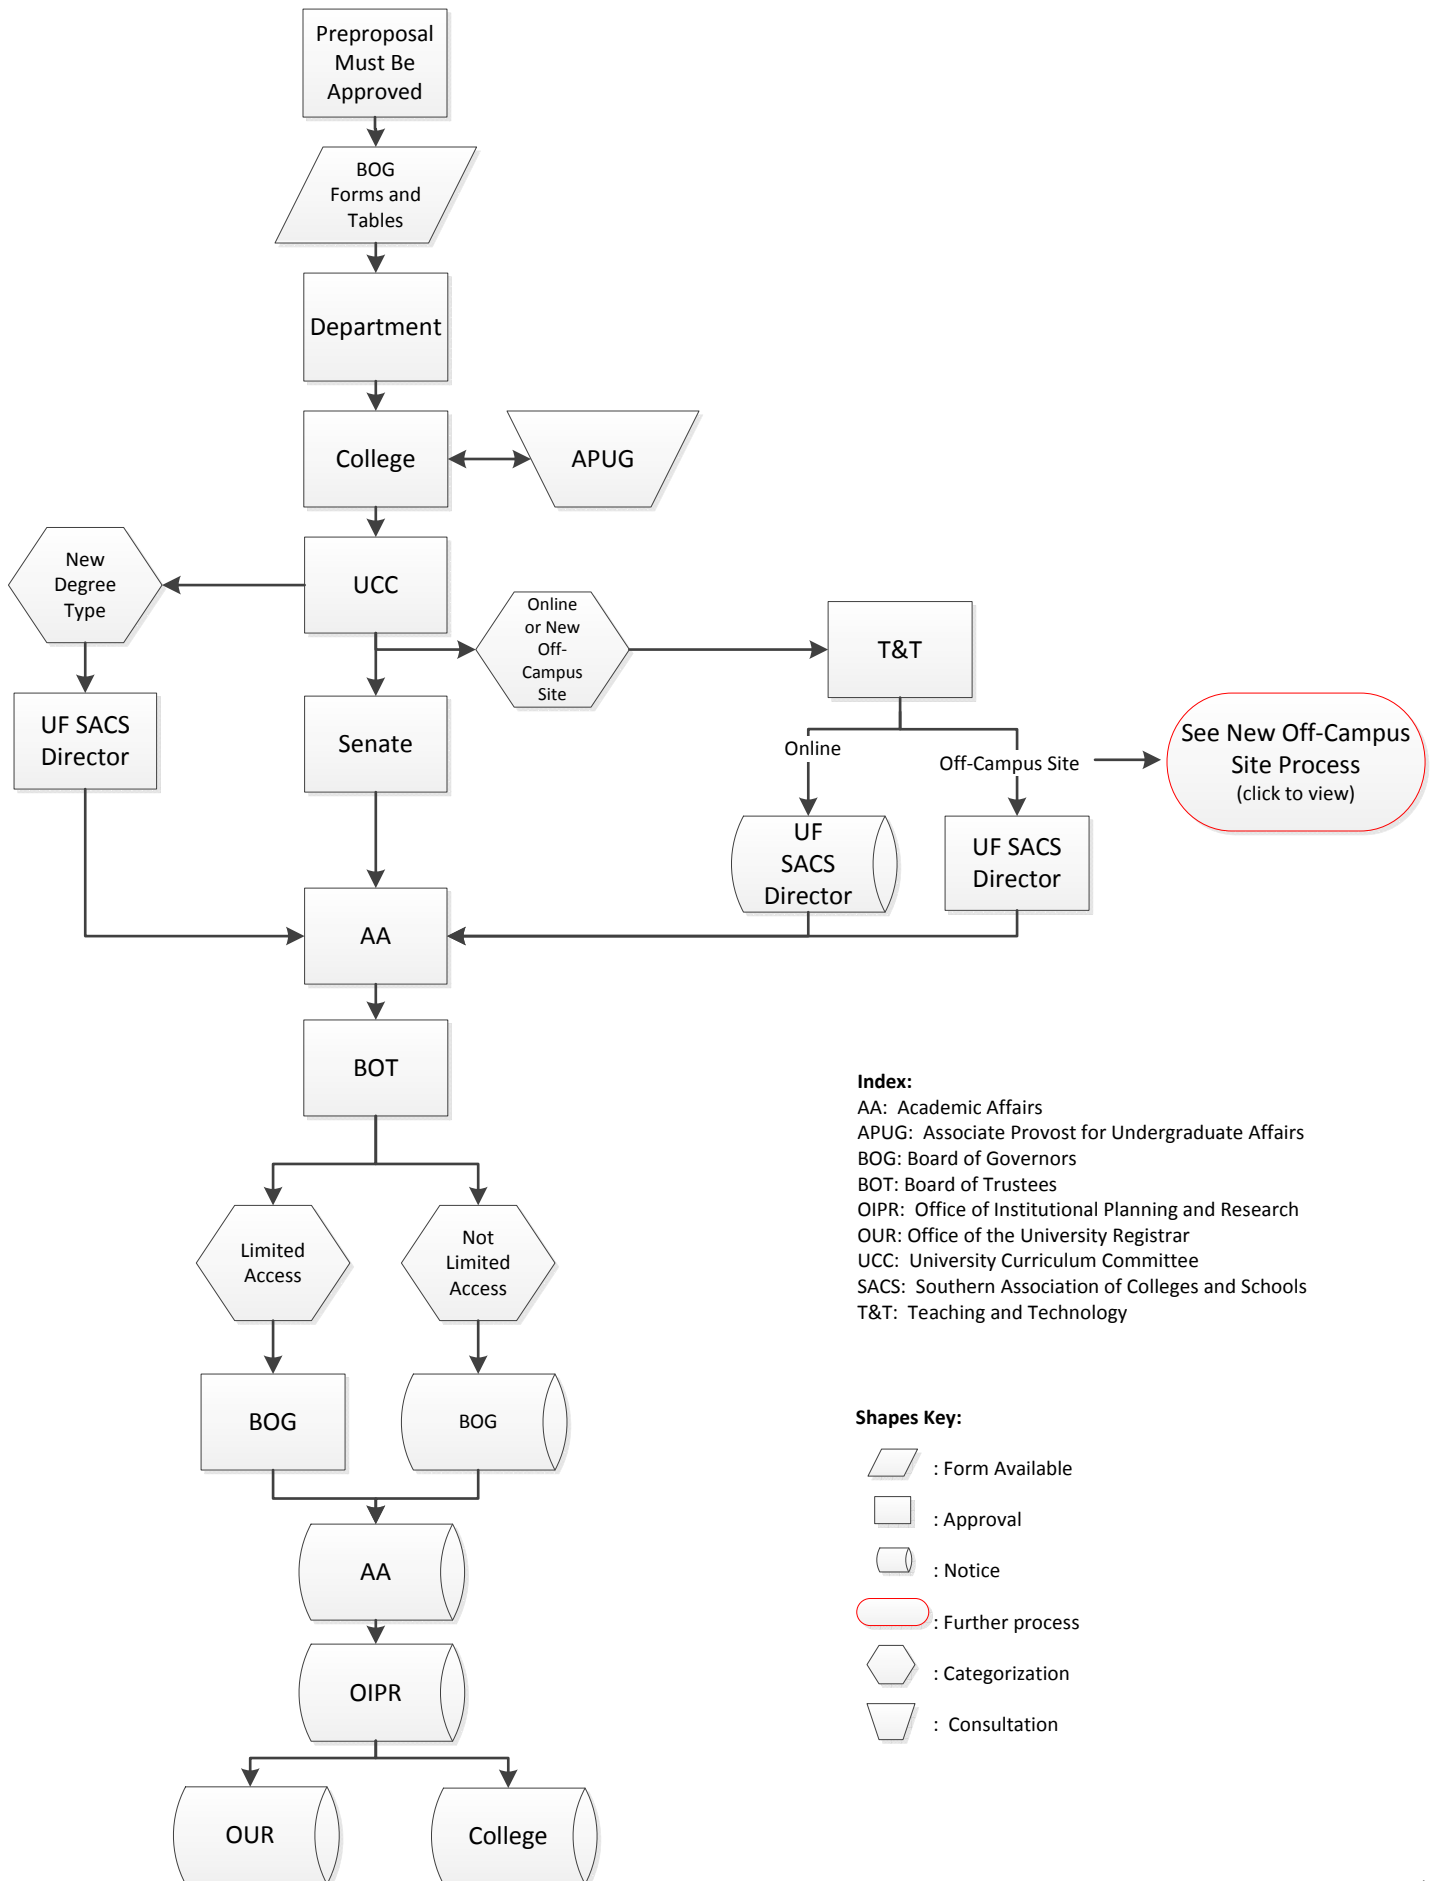 Preproposal
Must Be
Approved
BOG
Forms and
Tables
Department
College
APUG
New
Degree
Type
UCC
Online
or New
Off-
Campus
Site
T&T
UF SACS
Director
Senate
Online
Off-Campus Site
See New Off-Campus
Site Process
(click to view)
UF
SACS
Director
UF SACS
Director
AA
BOT
Index:
AA:  Academic Affairs
APUG:  Associate Provost for Undergraduate Affairs
BOG: Board of Governors
BOT: Board of Trustees
OIPR:  Office of Institutional Planning and Research
OUR: Office of the University Registrar
UCC:  University Curriculum Committee
SACS:  Southern Association of Colleges and Schools
T&T:  Teaching and Technology
Limited
Access
Not
Limited
Access
BOG
BOG
Shapes Key:
: Form Available
: Approval
: Notice
: Further process
: Categorization
:  Consultation
AA
OIPR
OUR
College